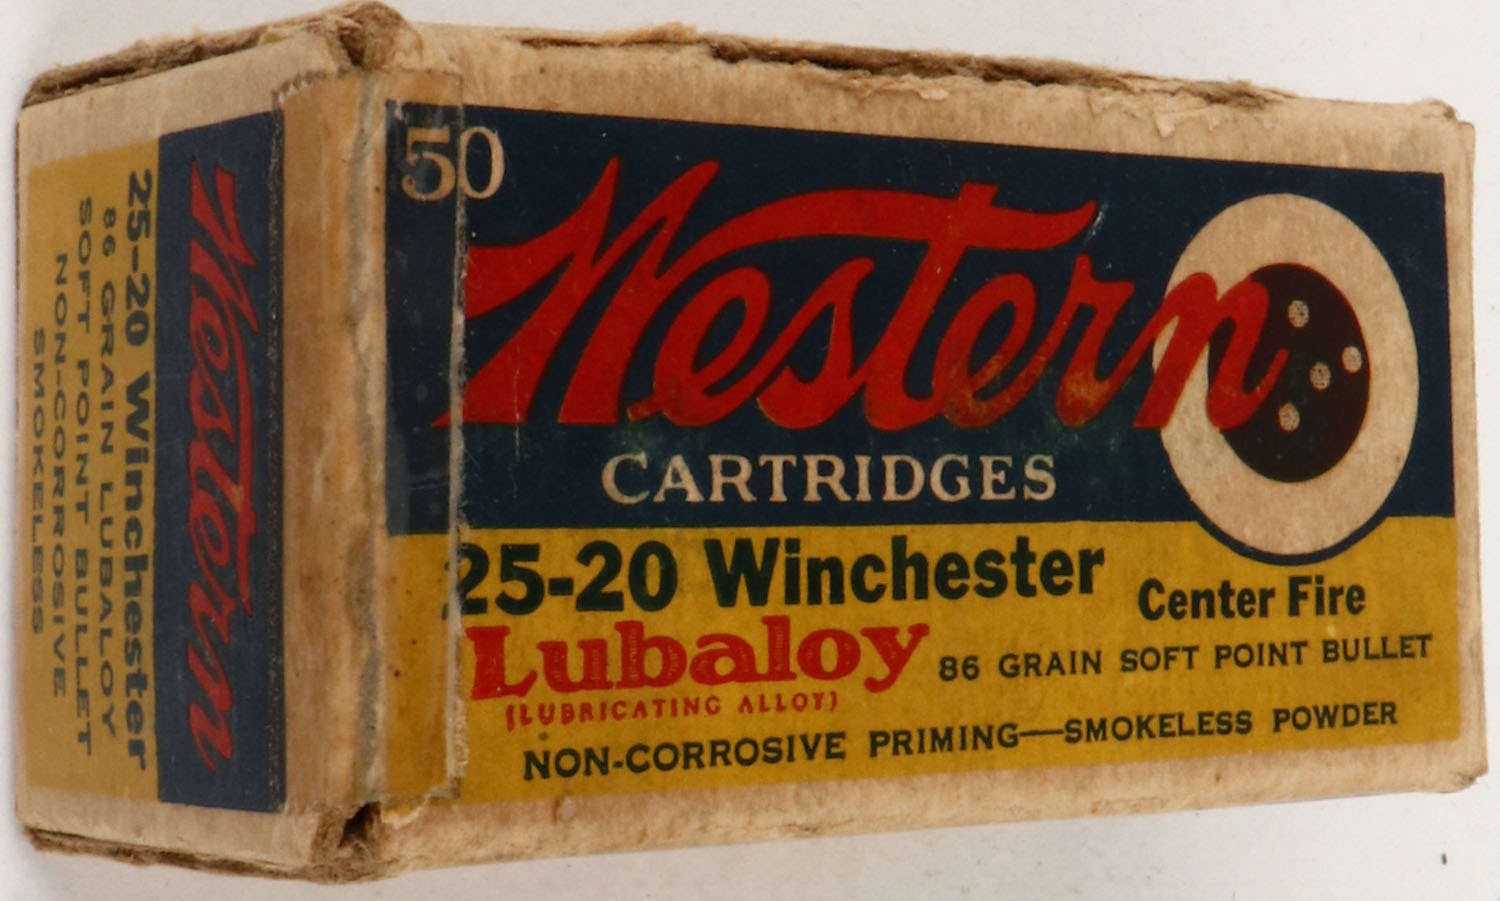 50
Western
CARTRIDGES
25-20 Winchester
Center Fire
Lubaloy
86 GRAIN SOFT POINT BULLET
(LUBRICATING ALLOY)
NON-CORROSIVE PRIMING—SMOKELESS POWDER
Western
25-20 Winchester
86 GRAIN LUBALOY
SOFT POINT BULLET
NON-CORROSIVE
SMOKELESS